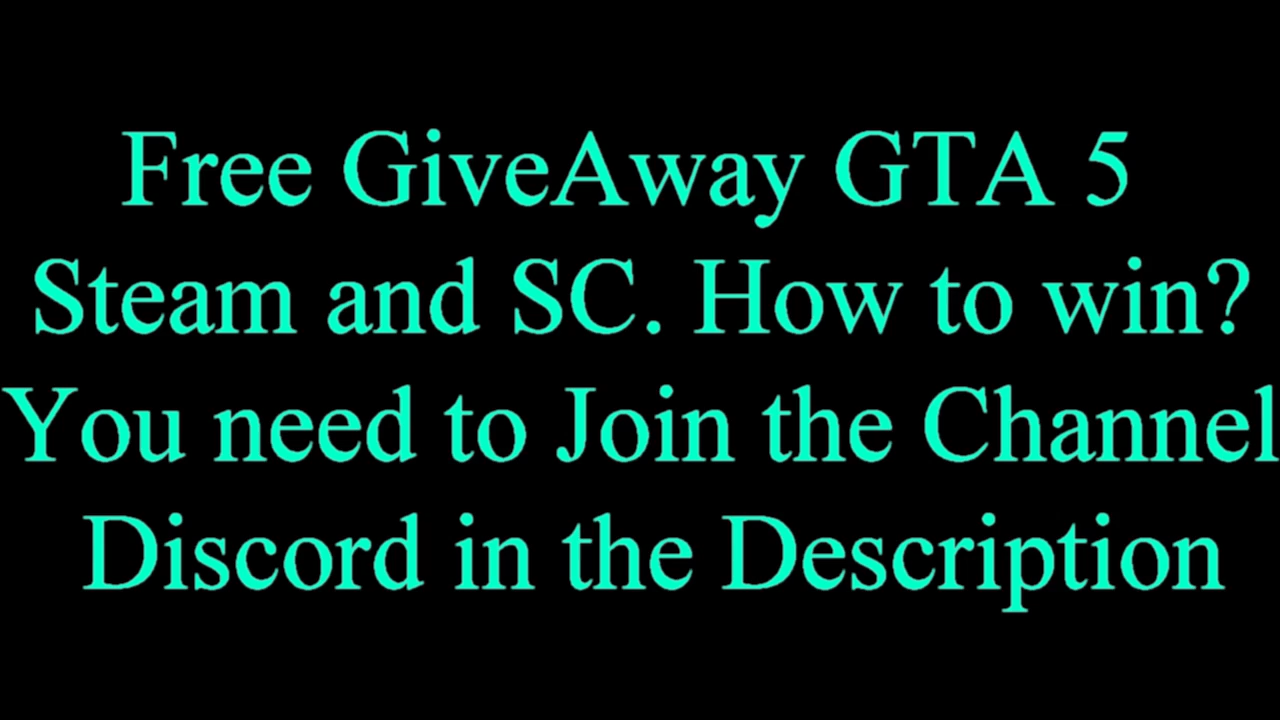 Free GiveAway GTA 5
Steam and SC. How to win?
You need to Join the Channel
Discord in the Description